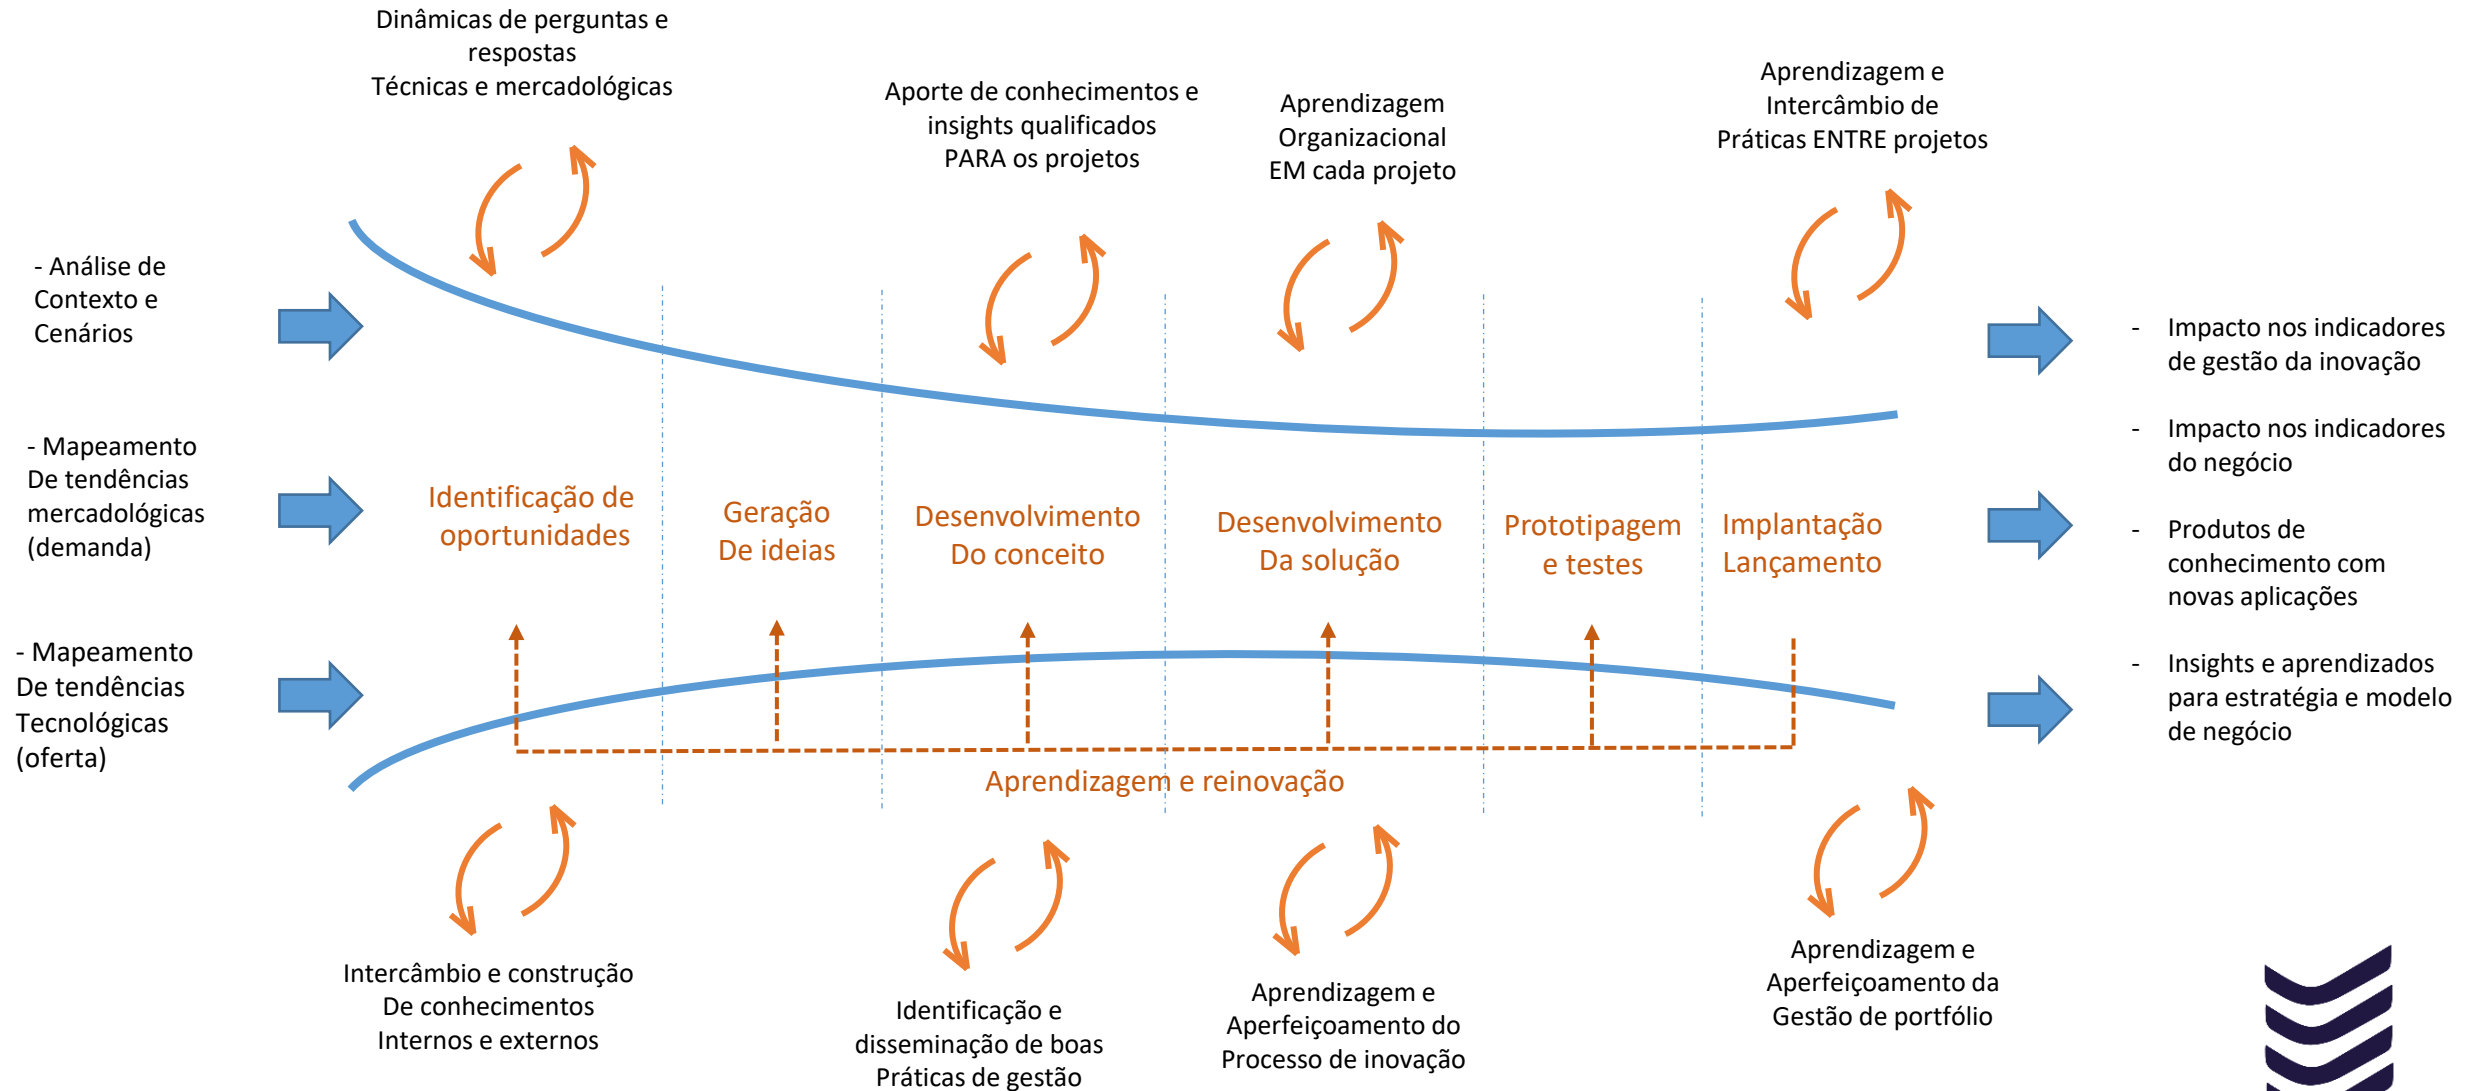 Dinâmicas de perguntas e
respostas
Técnicas e mercadológicas
Aporte de conhecimentos e
insights qualificados
PARA os projetos
Aprendizagem
Organizacional
EM cada projeto
Aprendizagem e
Intercâmbio de
Práticas ENTRE projetos
- Análise de
Contexto e
Cenários
- Mapeamento
De tendências
mercadológicas
(demanda)
- Mapeamento
De tendências
Tecnológicas
(oferta)
Identificação de
oportunidades
Geração
De ideias
Desenvolvimento
Do conceito
Desenvolvimento
Da solução
Prototipagem
e testes
Implantação
Lançamento
Aprendizagem e reinovação
- Impacto nos indicadores
de gestão da inovação
- Impacto nos indicadores
do negócio
- Produtos de
conhecimento com
novas aplicações
- Insights e aprendizados
para estratégia e modelo
de negócio
Intercâmbio e construção
De conhecimentos
Internos e externos
Identificação e
disseminação de boas
Práticas de gestão
Aprendizagem e
Aperfeiçoamento do
Processo de inovação
Aprendizagem e
Aperfeiçoamento da
Gestão de portfólio